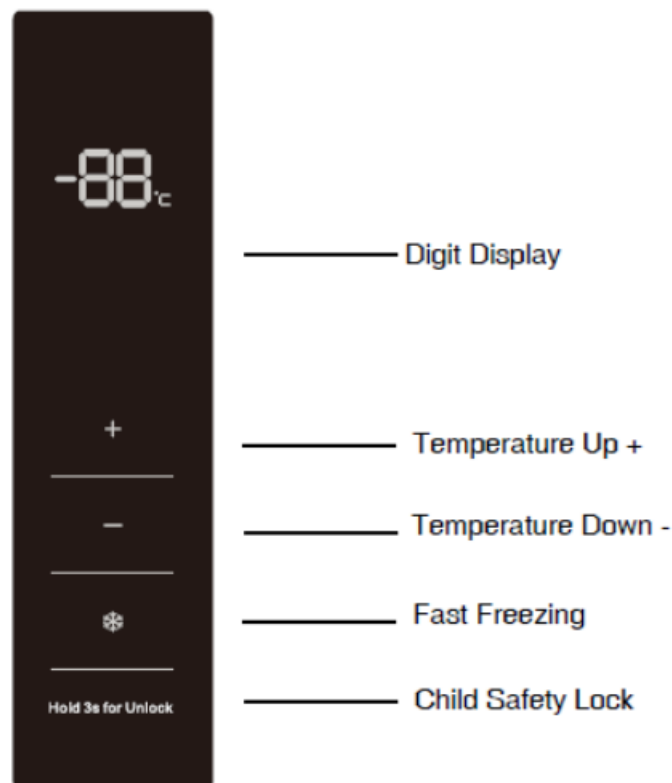 -88°C
Digit Display
+
Temperature Up +
-
Temperature Down -
Fast Freezing
Hold 3s for Unlock
Child Safety Lock